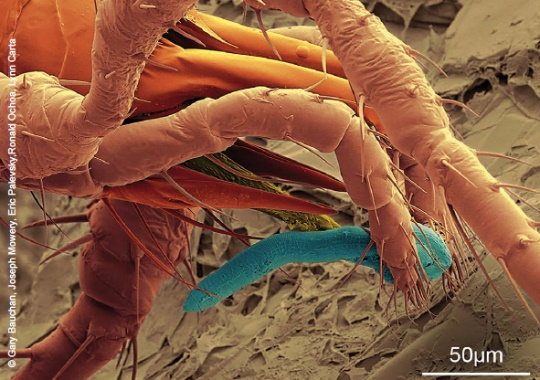 © Gary Bauchan, Joseph Mowery, Eric Palevsky, Ronald Ochoa, Lynn Carta
50µm